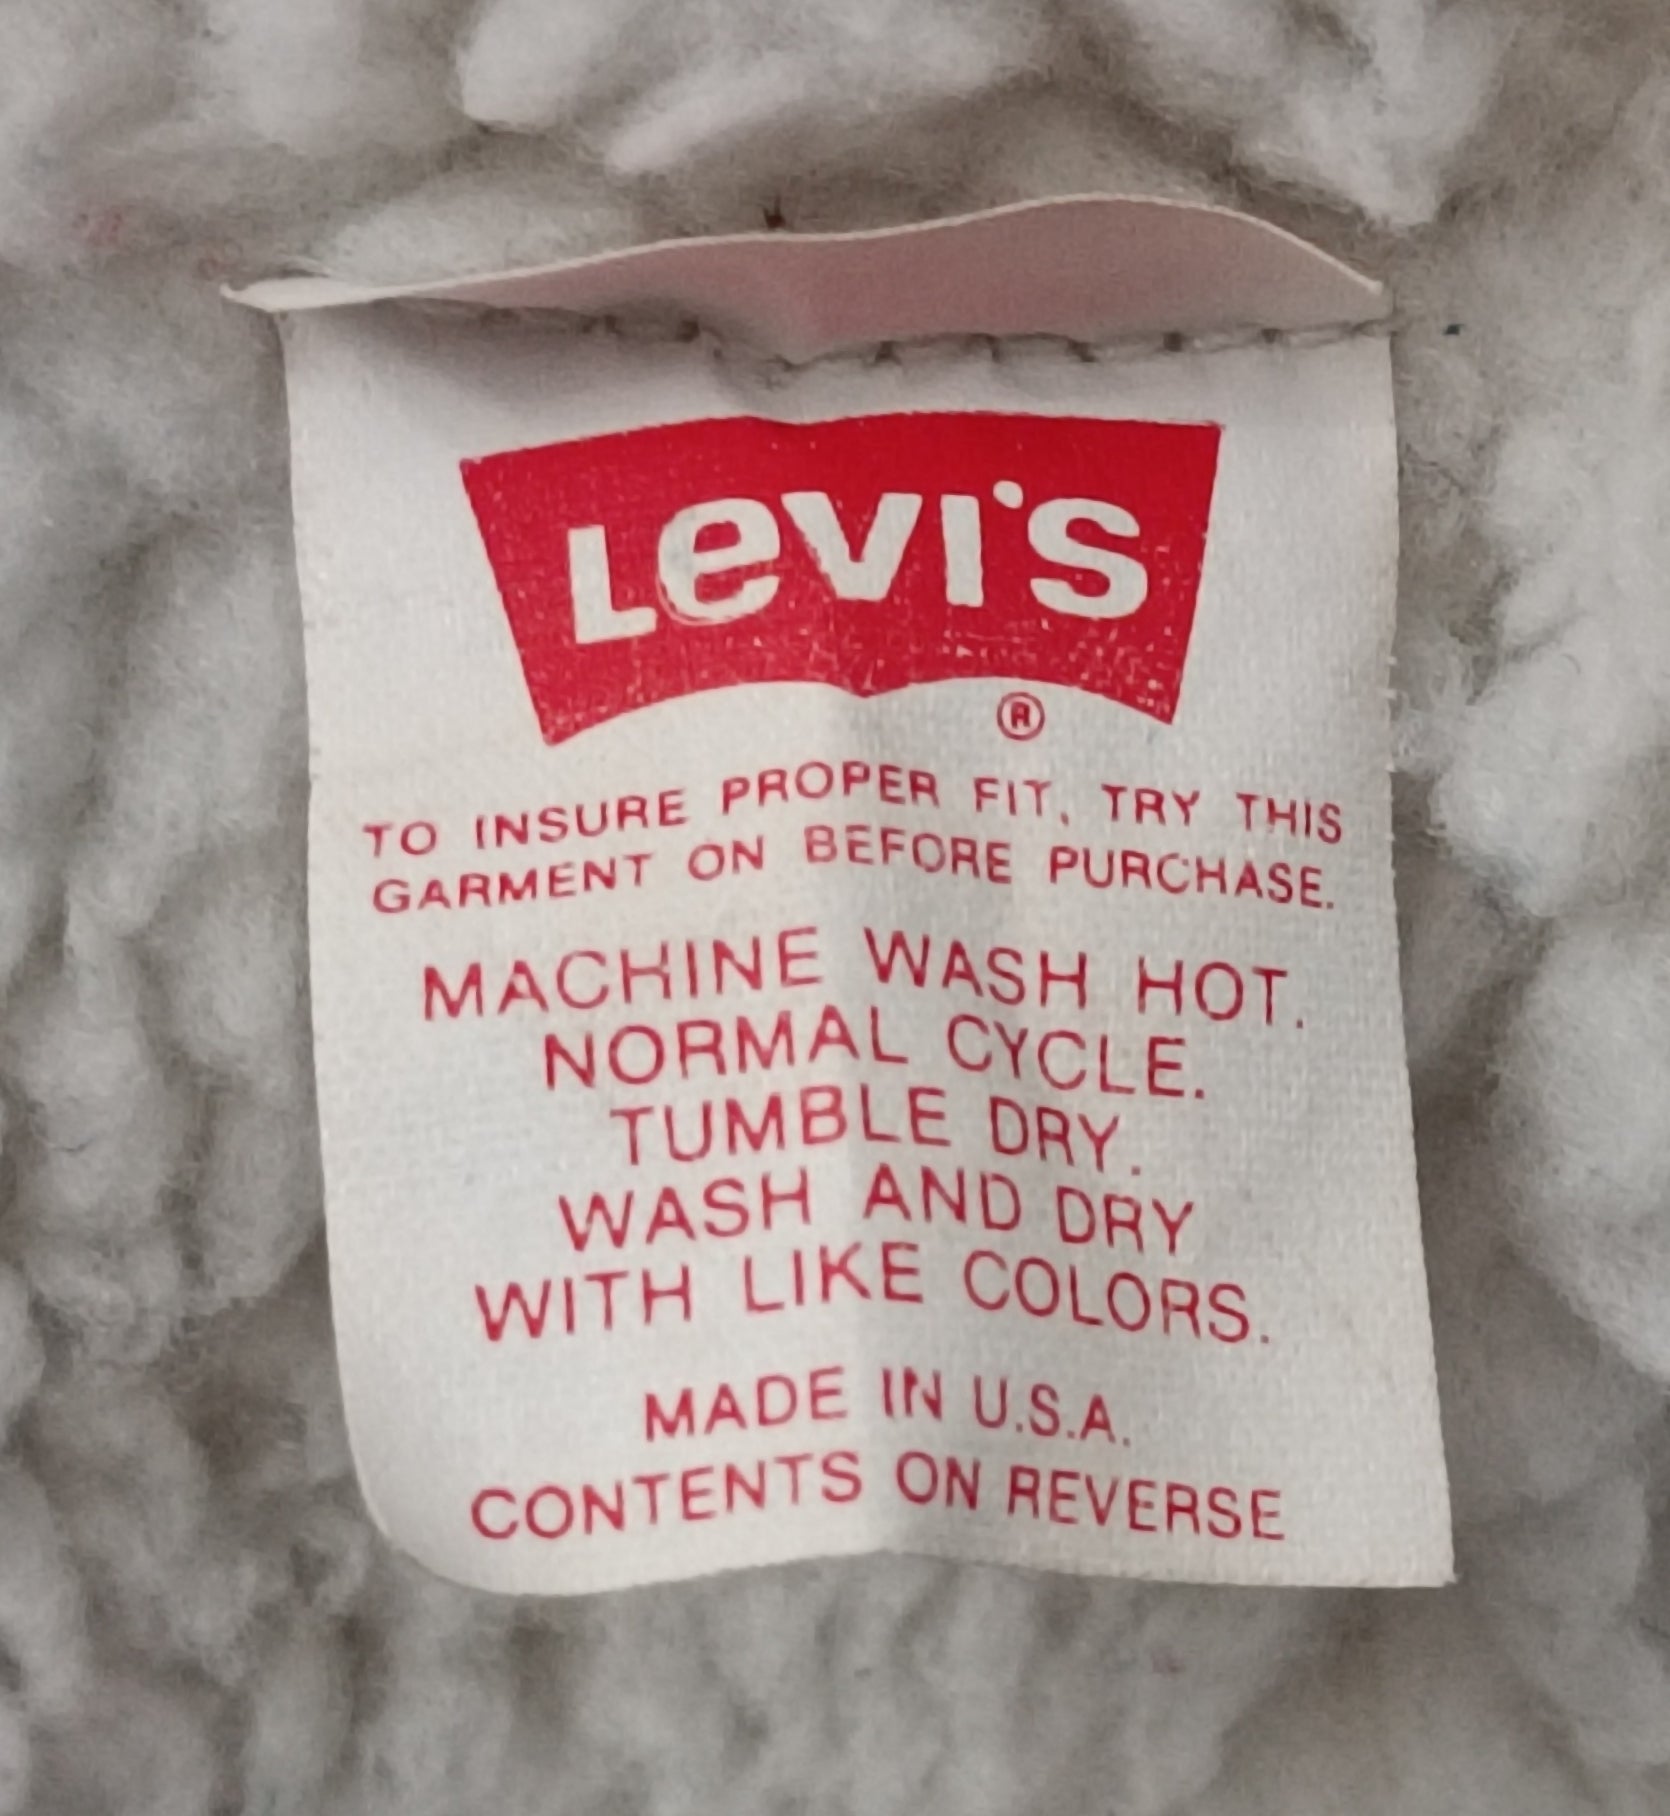 LEVI'S
®
TO INSURE PROPER FIT, TRY THIS
GARMENT ON BEFORE PURCHASE.
MACHINE WASH HOT.
NORMAL CYCLE.
TUMBLE DRY.
WASH AND DRY
WITH LIKE COLORS.
MADE IN U.S.A.
CONTENTS ON REVERSE